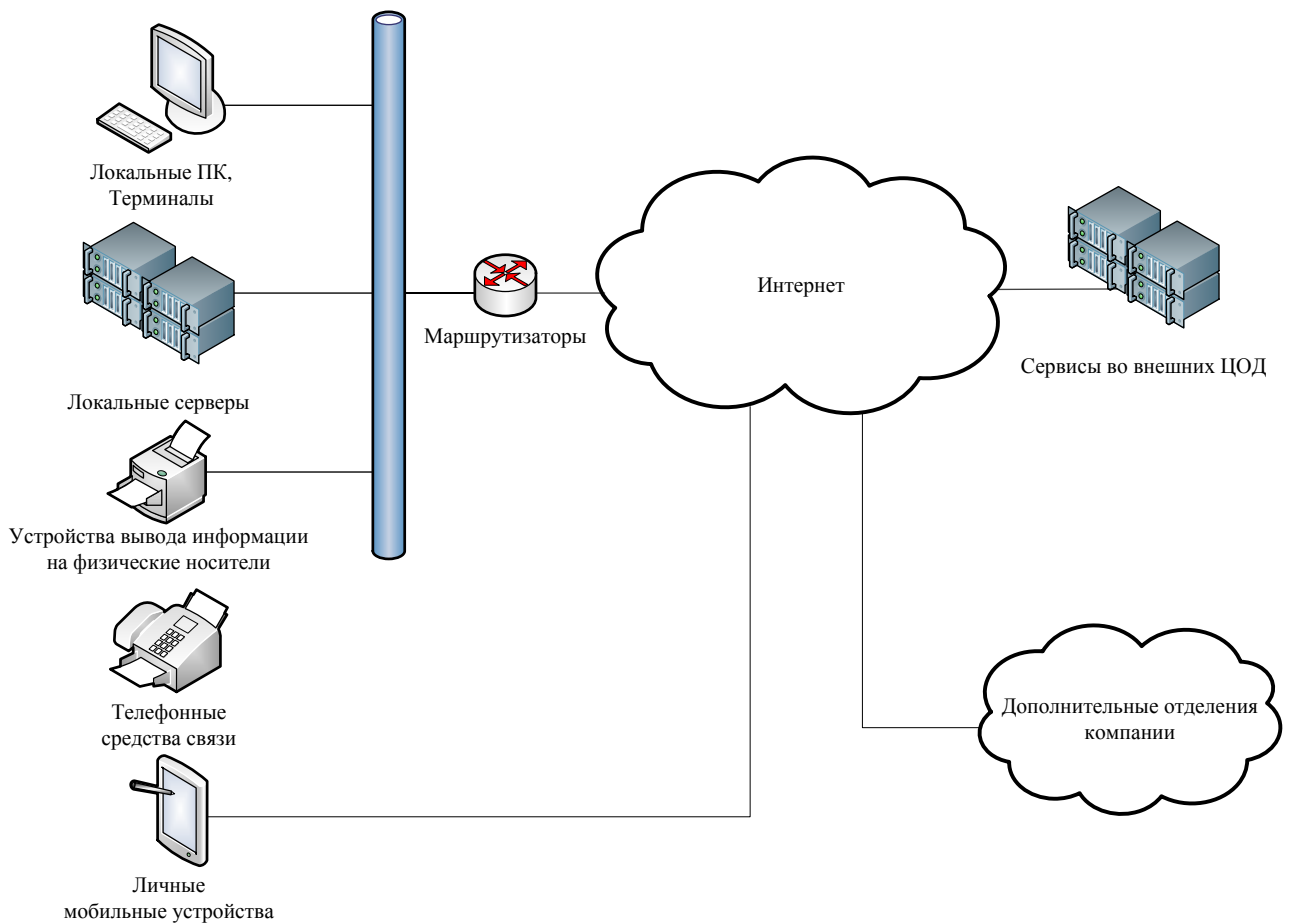 Локальные ПК,
Терминалы
Локальные серверы
Устройства вывода информации
на физические носители
Телефонные
средства связи
Личные
мобильные устройства
Маршрутизаторы
Интернет
Сервисы во внешних ЦОД
Дополнительные отделения
компании